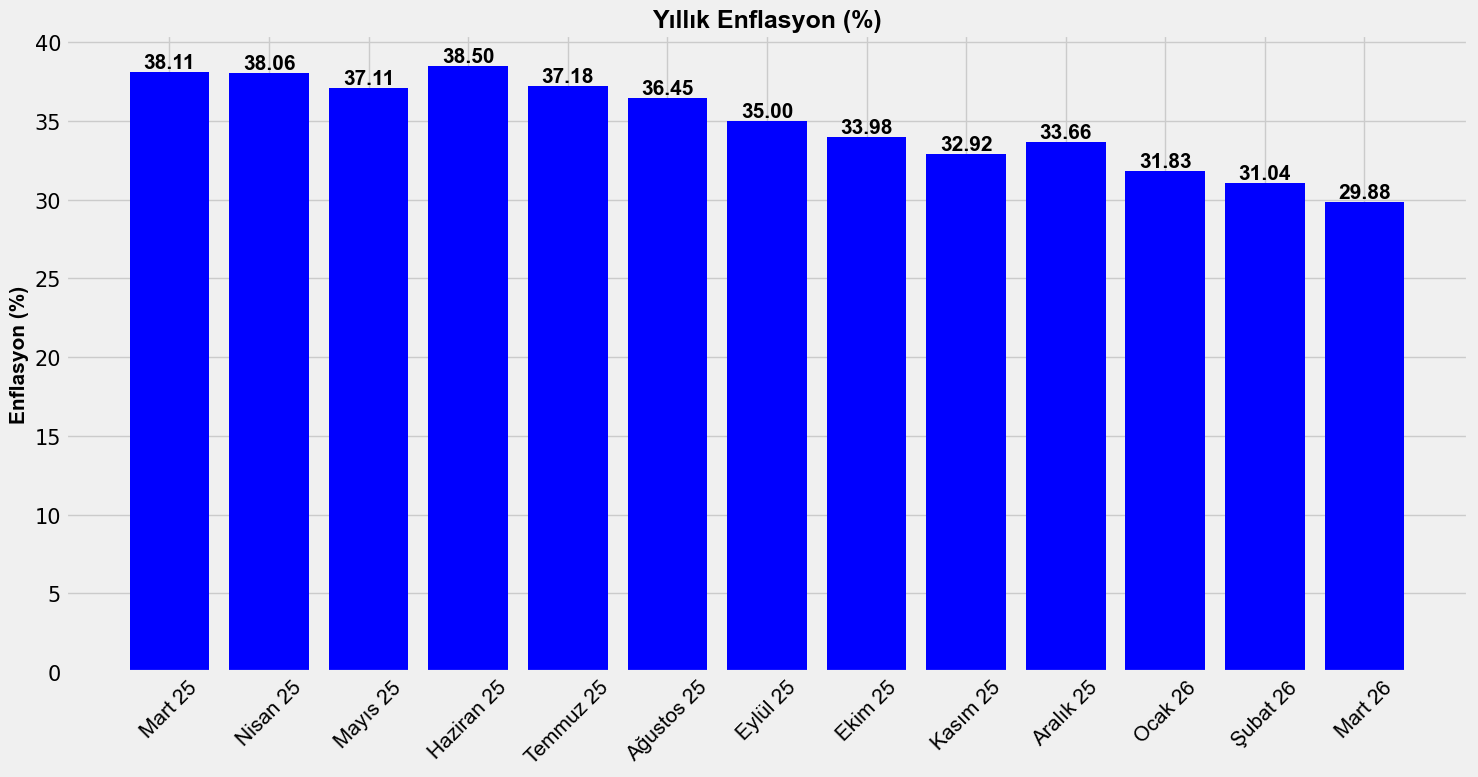 Yıllık Enflasyon (%)
Enflasyon (%)
40
35
30
25
20
15
10
5
0
38.11
38.06
37.11
38.50
37.18
36.45
35.00
33.98
32.92
33.66
31.83
31.04
29.88
Mart 25
Nisan 25
Mayıs 25
Haziran 25
Temmuz 25
Ağustos 25
Eylül 25
Ekim 25
Kasım 25
Aralık 25
Ocak 26
Şubat 26
Mart 26